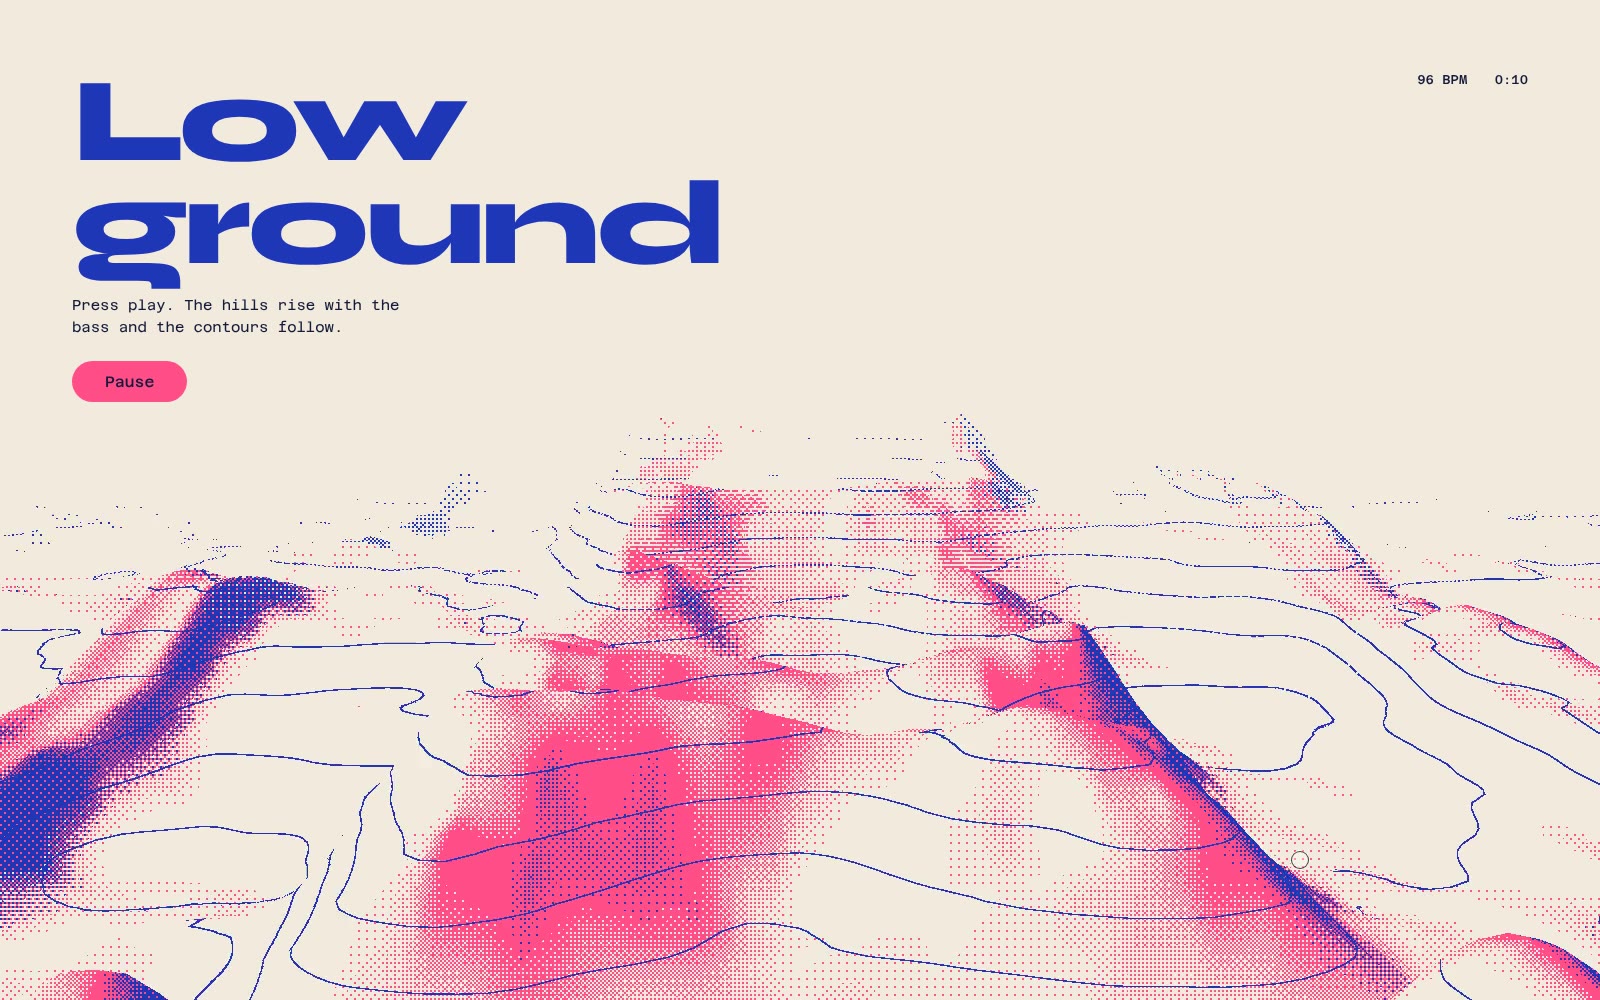 Low
ground
96 BPM 0:10
Press play. The hills rise with the
bass and the contours follow.
Pause